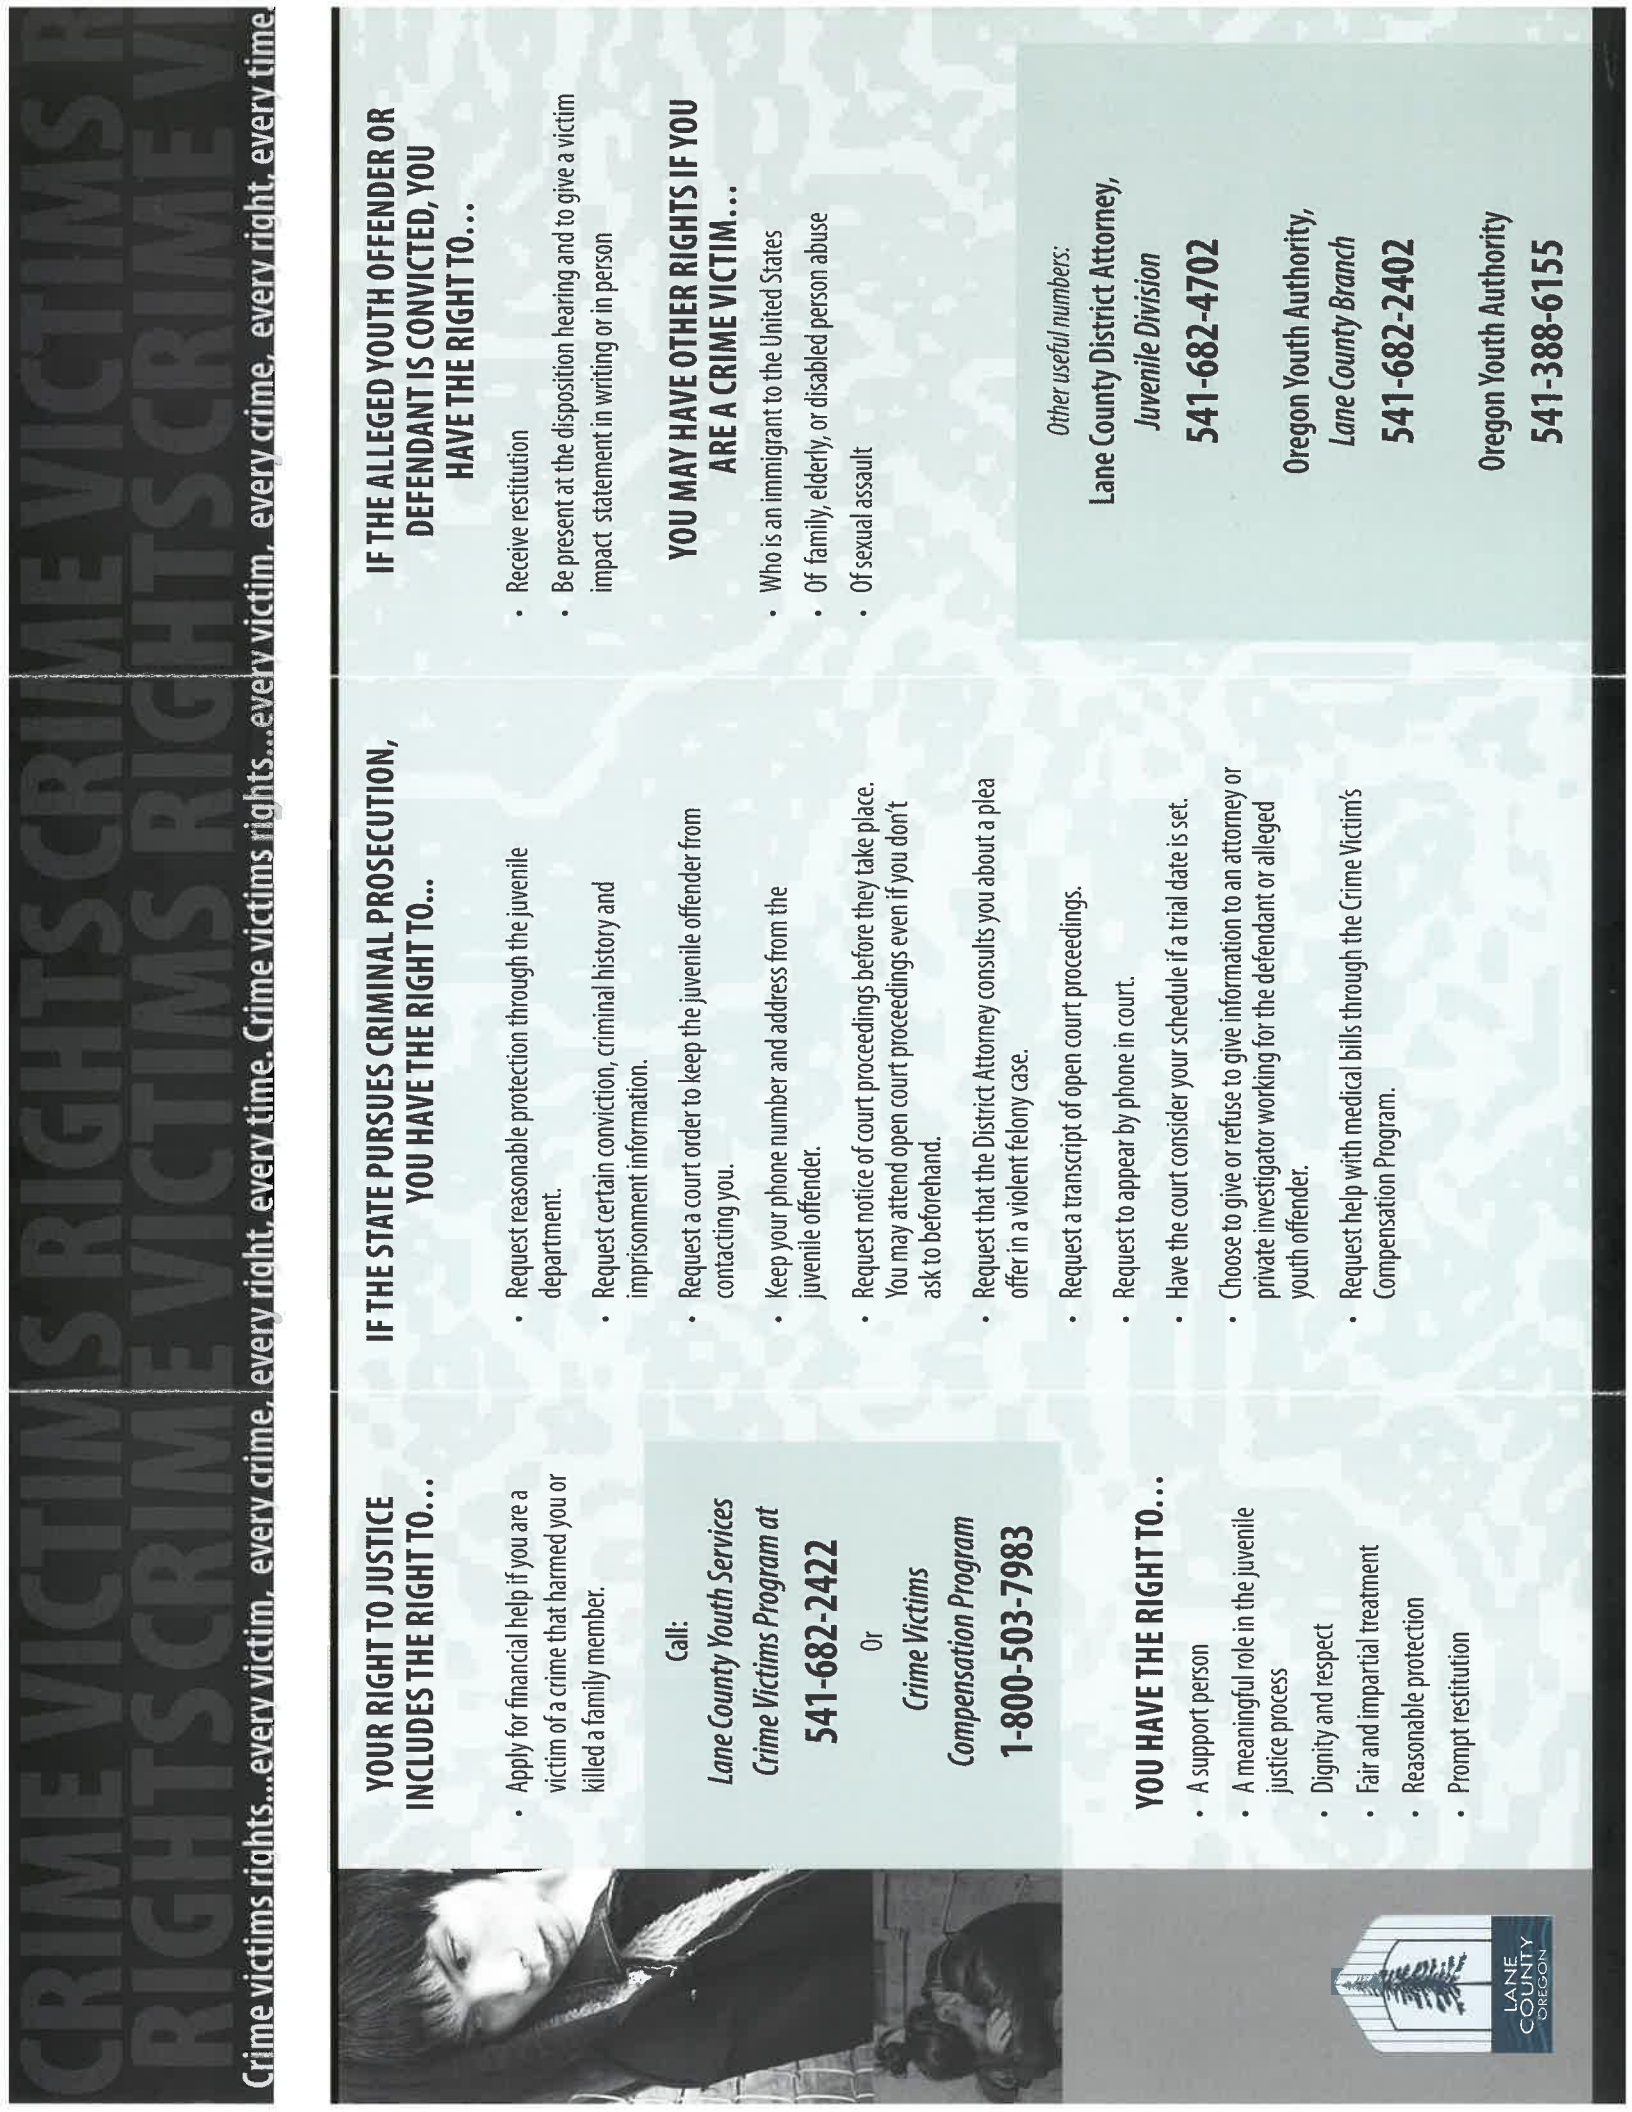 CRIME VICTIMS RIGHTS CRIME VICTIMS R
RIGHTS CRIME VICTIMS RIGHTS CRIME V
Crime victims rights...every victim, every crime, every right, every time. Crime victims rights...every victim, every crime, every right, every time.
YOUR RIGHT TO JUSTICE
INCLUDES THE RIGHT TO...
• Apply for financial help if you are a
victim of a crime that harmed you or
killed a family member.
Call:
Lane County Youth Services
Crime Victims Program at
541-682-2422
Or
Crime Victims
Compensation Program
1-800-503-7983
YOU HAVE THE RIGHT TO...
• A support person
• A meaningful role in the juvenile
justice process
• Dignity and respect
• Fair and impartial treatment
• Reasonable protection
• Prompt restitution
LANE
COUNTY
OREGON
IF THE STATE PURSUES CRIMINAL PROSECUTION,
YOU HAVE THE RIGHT TO...
• Request reasonable protection through the juvenile
department.
• Request certain conviction, criminal history and
imprisonment information.
• Request a court order to keep the juvenile offender from
contacting you.
• Keep your phone number and address from the
juvenile offender.
• Request notice of court proceedings before they take place.
You may attend open court proceedings even if you don't
ask to beforehand.
• Request that the District Attorney consults you about a plea
offer in a violent felony case.
• Request a transcript of open court proceedings.
• Request to appear by phone in court.
• Have the court consider your schedule if a trial date is set.
• Choose to give or refuse to give information to an attorney or
private investigator working for the defendant or alleged
youth offender.
• Request help with medical bills through the Crime Victim's
Compensation Program.
IF THE ALLEGED YOUTH OFFENDER OR
DEFENDANT IS CONVICTED, YOU
HAVE THE RIGHT TO...
• Receive restitution
• Be present at the disposition hearing and to give a victim
impact statement in writing or in person
YOU MAY HAVE OTHER RIGHTS IF YOU
ARE A CRIME VICTIM...
• Who is an immigrant to the United States
• Of family, elderly, or disabled person abuse
• Of sexual assault
Other useful numbers:
Lane County District Attorney,
Juvenile Division
541-682-4702
Oregon Youth Authority,
Lane County Branch
541-682-2402
Oregon Youth Authority
541-388-6155